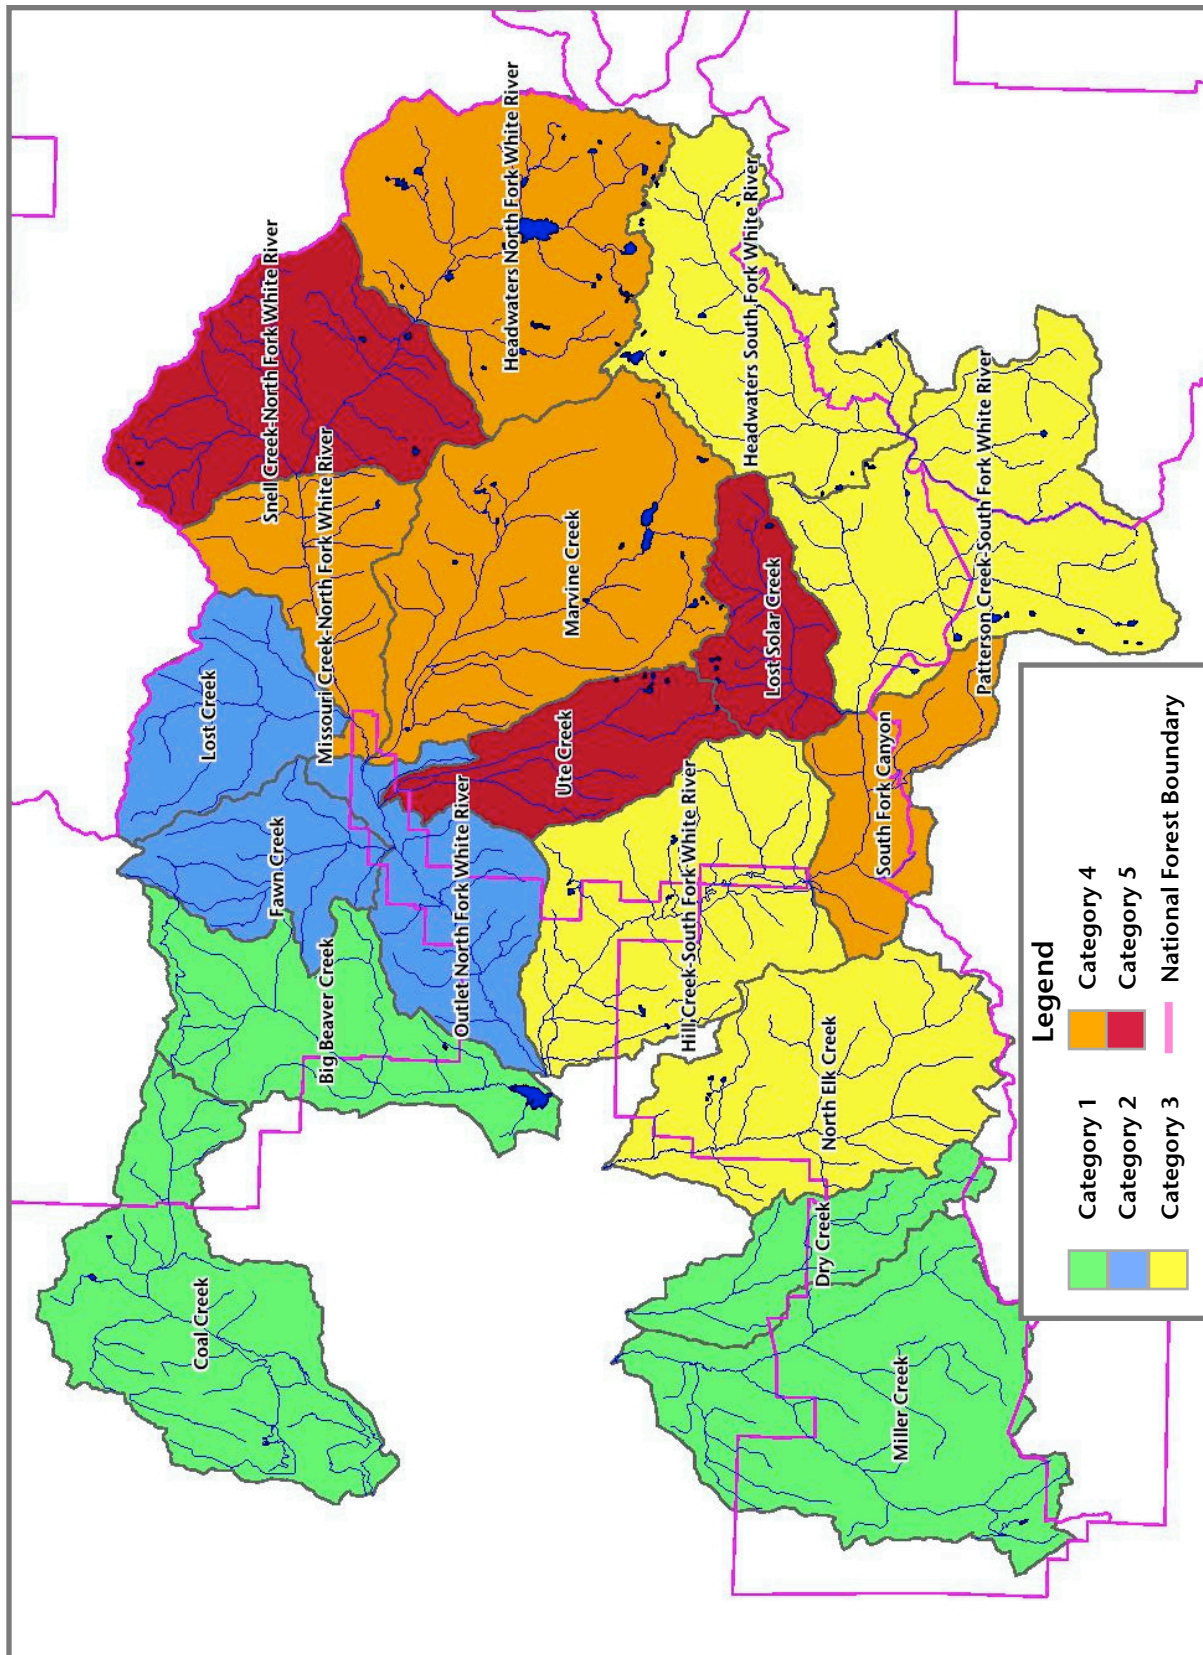 Coal Creek
Lost Creek
Snell Creek-North Fork White River
Fawn Creek
Big Beaver Creek
Missouri Creek-North Fork White River
Outlet North Fork White River
Headwaters North Fork White River
Ute Creek
Marvine Creek
Hill Creek-South Fork White River
Headwaters South Fork White River
Lost Solar Creek
Dry Creek
North Elk Creek
South Fork Canyon
Miller Creek
Patterson Creek-South Fork White River
Legend
Category 1
Category 2
Category 3
Category 4
Category 5
National Forest Boundary